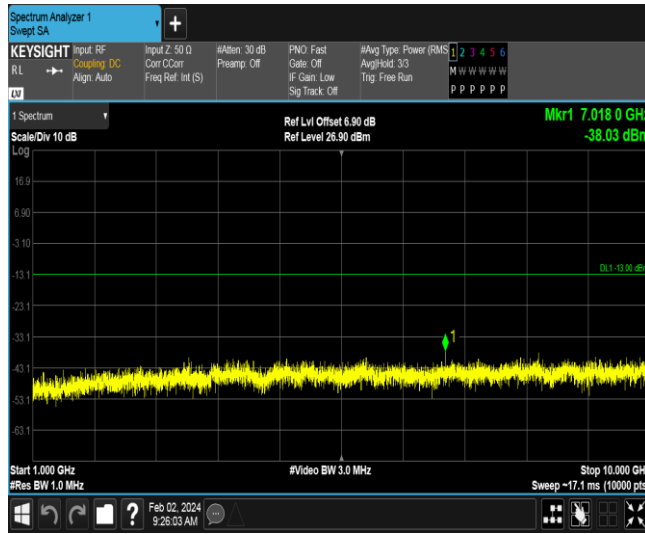 Spectrum Analyzer 1
Swept SA
+
KEYSIGHT Input: RF Input Z: 50 Ω #Atten: 30 dB PNO: Fast #Avg Type: Power (RMS 1 2 3 4 5 6
RL Coupling: DC Corr CCorr Preamp: Off Gate: Off Avg|Hold: 3/3 M W W W W W
Align: Auto Freq Ref: Int (S) IF Gain: Low Trig: Free Run
Sig Track: Off P P P P P P
LXI
1 Spectrum Ref Lvl Offset 6.90 dB Mkr1 7.018 0 GHz
Scale/Div 10 dB Ref Level 26.90 dBm -38.03 dBm
Log
16.9
6.90
-3.10
-13.1 DL1 -13.00 dBm
-23.1
-33.1 1
-43.1
-53.1
-63.1
Start 1.000 GHz #Video BW 3.0 MHz Stop 10.000 GH
#Res BW 1.0 MHz Sweep ~17.1 ms (10000 pts
? Feb 02, 2024
9:26:03 AM